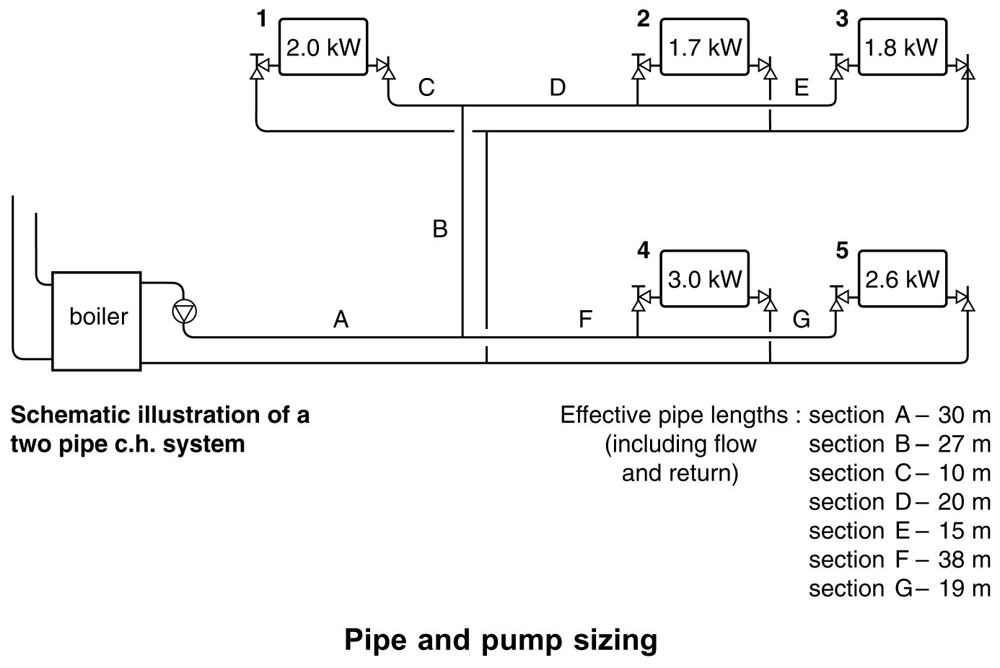 1 2 3
2.0 kW 1.7 kW 1.8 kW
C D E
B
4 5
3.0 kW 2.6 kW
boiler A F G
Schematic illustration of a
two pipe c.h. system
Effective pipe lengths : section A – 30 m
(including flow section B – 27 m
and return) section C – 10 m
section D – 20 m
section E – 15 m
section F – 38 m
section G – 19 m
Pipe and pump sizing